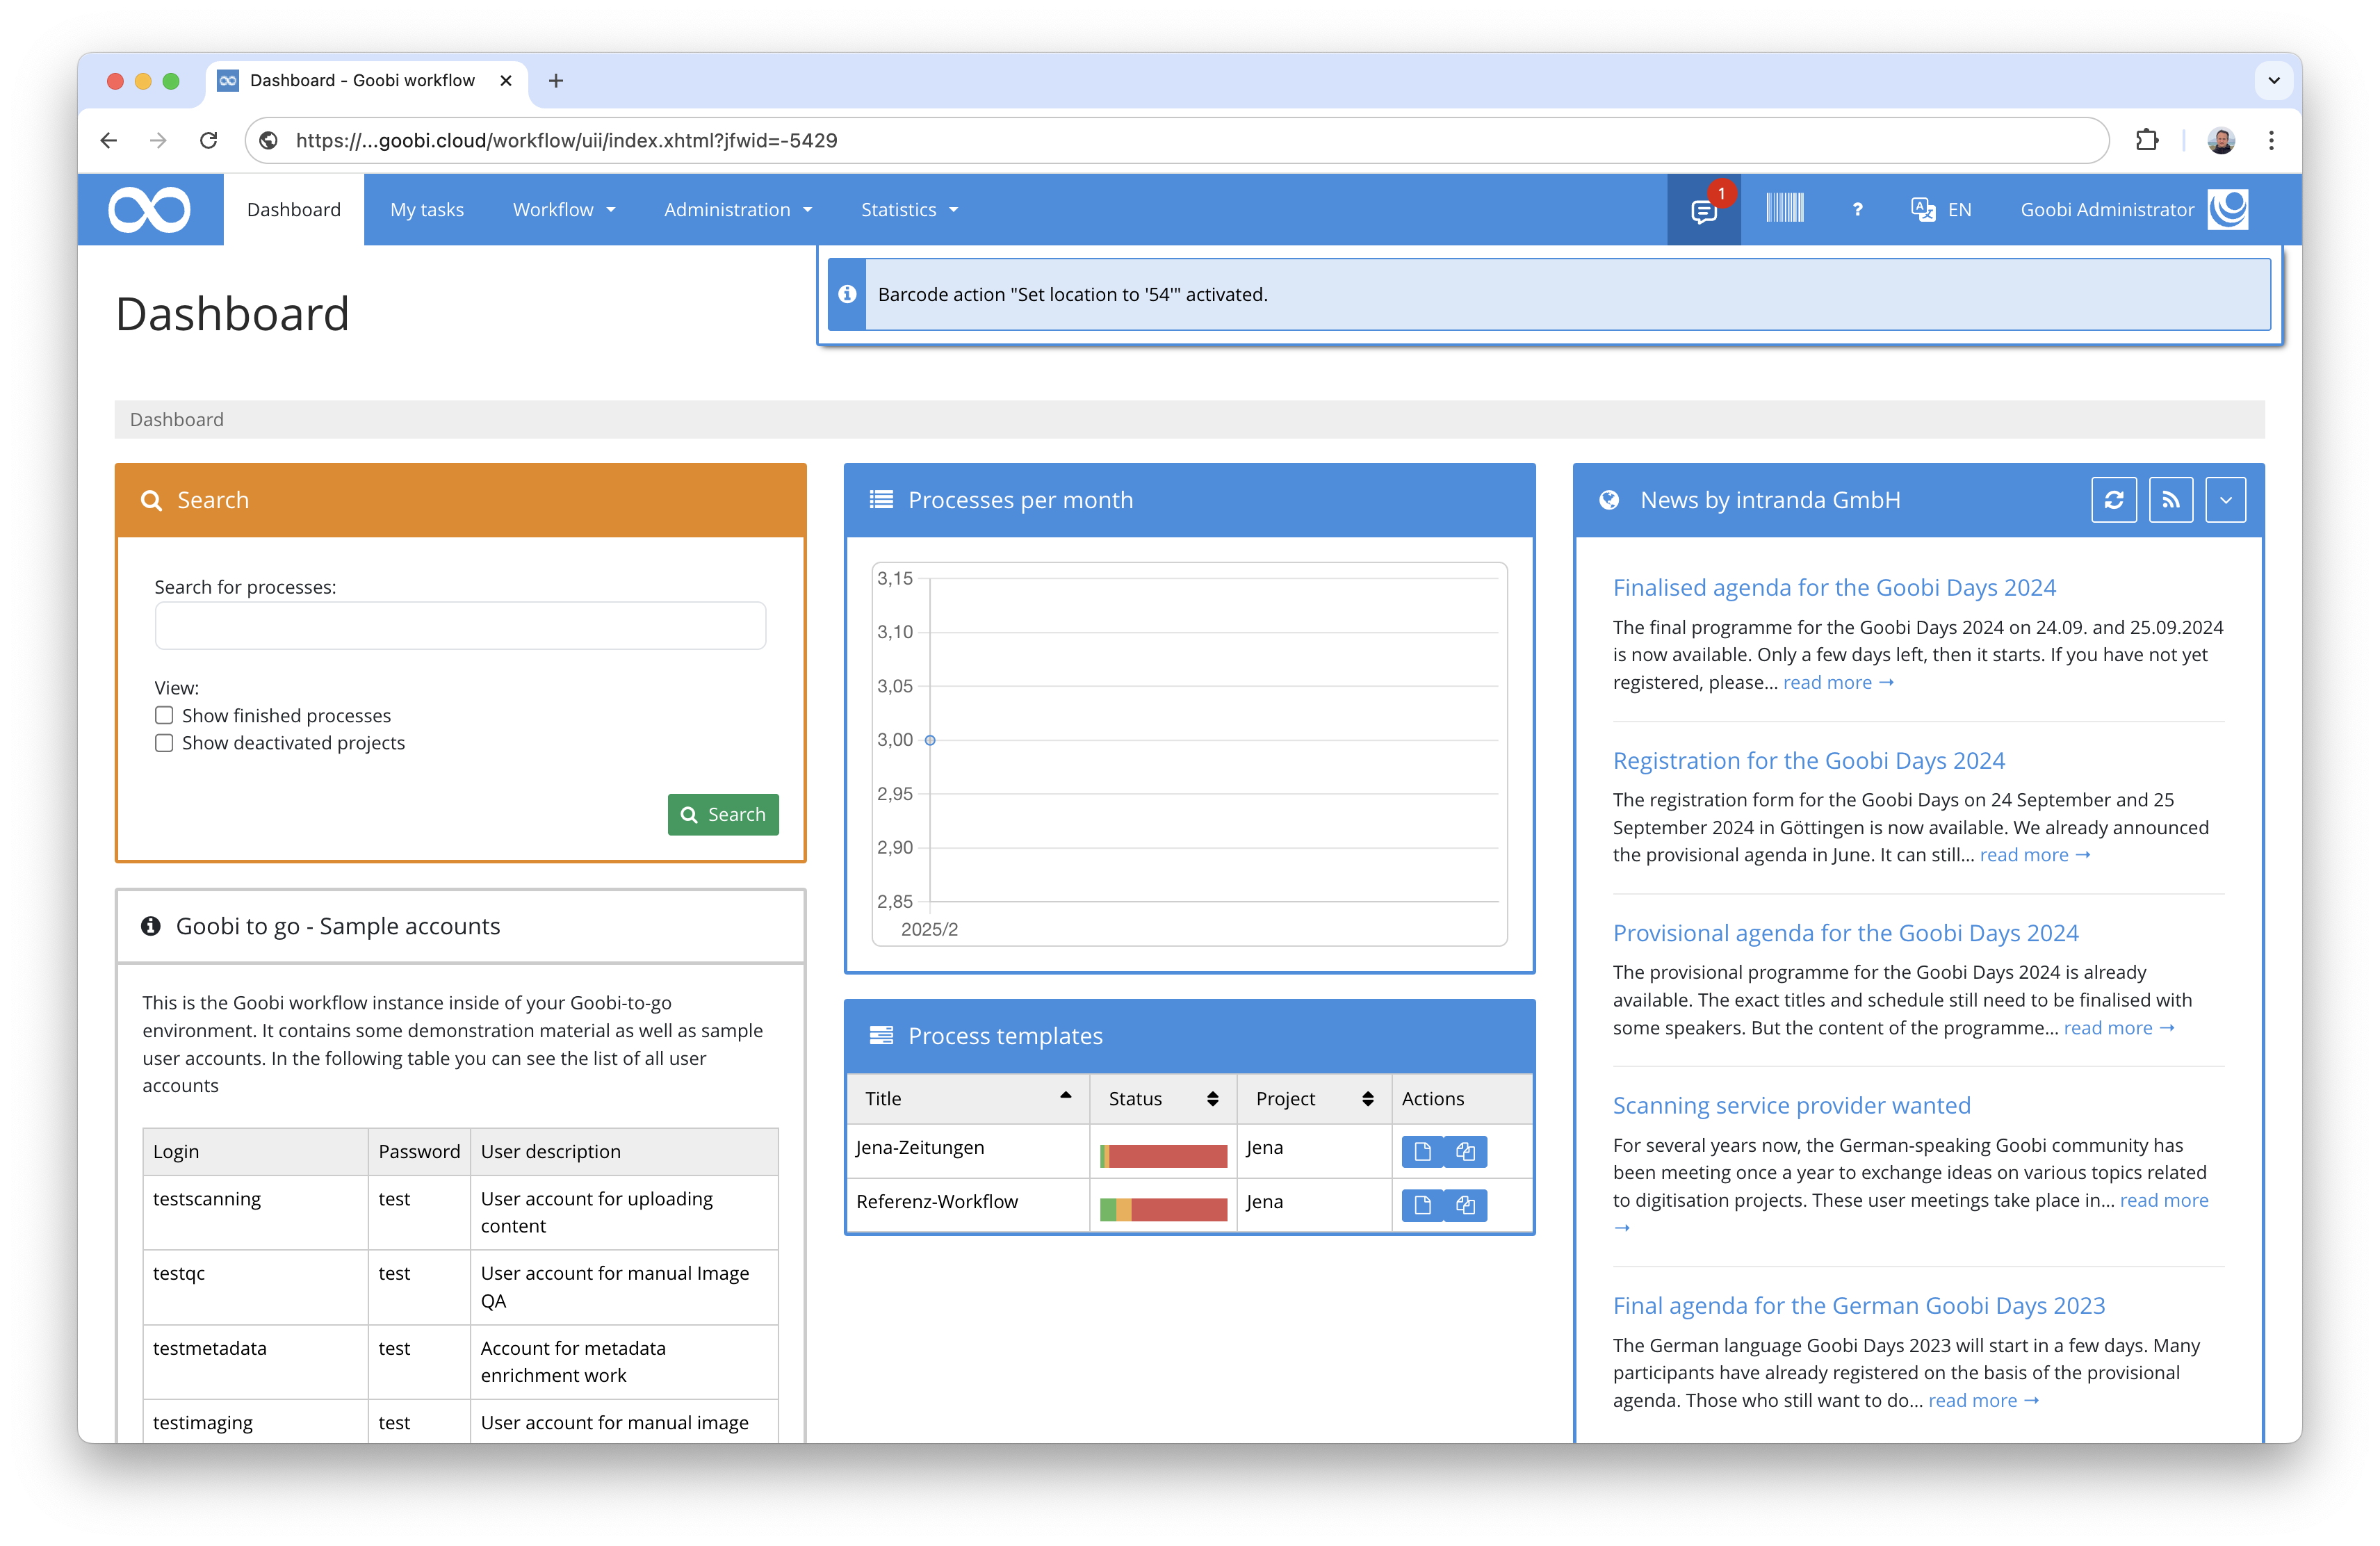 Dashboard - Goobi workflow
https://...goobi.cloud/workflow/uii/index.xhtml?jfwid=-5429
Dashboard
My tasks
Workflow
Administration
Statistics
1
?
EN
Goobi Administrator
Dashboard
Barcode action "Set location to '54'" activated.
Dashboard
Search
Search for processes:
View:
Show finished processes
Show deactivated projects
Search
Goobi to go - Sample accounts
This is the Goobi workflow instance inside of your Goobi-to-go
environment. It contains some demonstration material as well as sample
user accounts. In the following table you can see the list of all user
accounts
Login Password User description
testscanning test User account for uploading
content
testqc test User account for manual Image
QA
testmetadata test Account for metadata
enrichment work
testimaging test User account for manual image
Processes per month
3,15
3,10
3,05
3,00
2,95
2,90
2,85
2025/2
Process templates
Title Status Project Actions
Jena-Zeitungen Jena
Referenz-Workflow Jena
News by intranda GmbH
Finalised agenda for the Goobi Days 2024
The final programme for the Goobi Days 2024 on 24.09. and 25.09.2024
is now available. Only a few days left, then it starts. If you have not yet
registered, please... read more →
Registration for the Goobi Days 2024
The registration form for the Goobi Days on 24 September and 25
September 2024 in Göttingen is now available. We already announced
the provisional agenda in June. It can still... read more →
Provisional agenda for the Goobi Days 2024
The provisional programme for the Goobi Days 2024 is already
available. The exact titles and schedule still need to be finalised with
some speakers. But the content of the programme... read more →
Scanning service provider wanted
For several years now, the German-speaking Goobi community has
been meeting once a year to exchange ideas on various topics related
to digitisation projects. These user meetings take place in... read more
→
Final agenda for the German Goobi Days 2023
The German language Goobi Days 2023 will start in a few days. Many
participants have already registered on the basis of the provisional
agenda. Those who still want to do... read more →